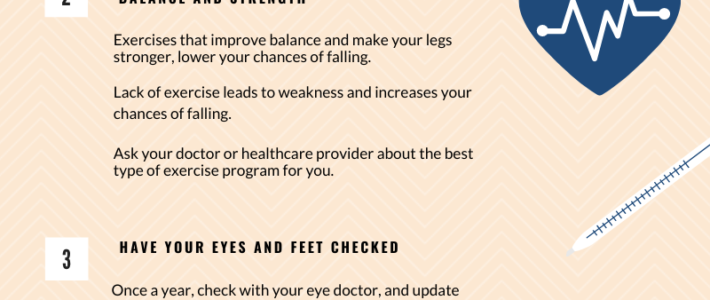 2
BALANCE AND STRENGTH
Exercises that improve balance and make your legs
stronger, lower your chances of falling.
Lack of exercise leads to weakness and increases your
chances of falling.
Ask your doctor or healthcare provider about the best
type of exercise program for you.
3
HAVE YOUR EYES AND FEET CHECKED
Once a year, check with your eye doctor, and update